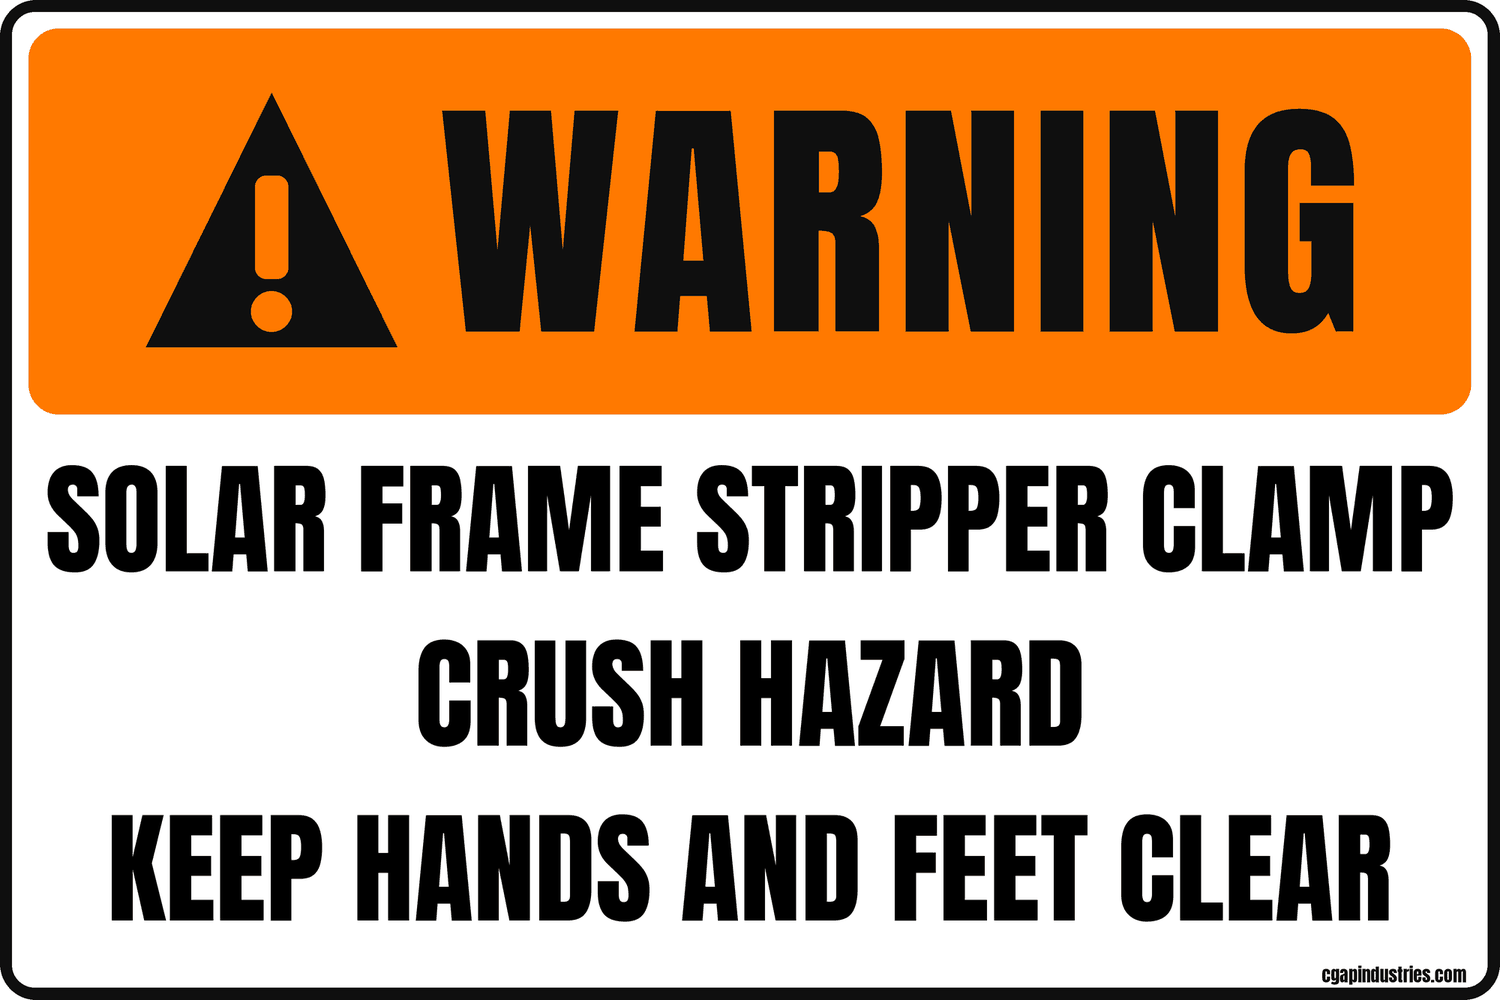 WARNING
SOLAR FRAME STRIPPER CLAMP
CRUSH HAZARD
KEEP HANDS AND FEET CLEAR
cgapindustries.com